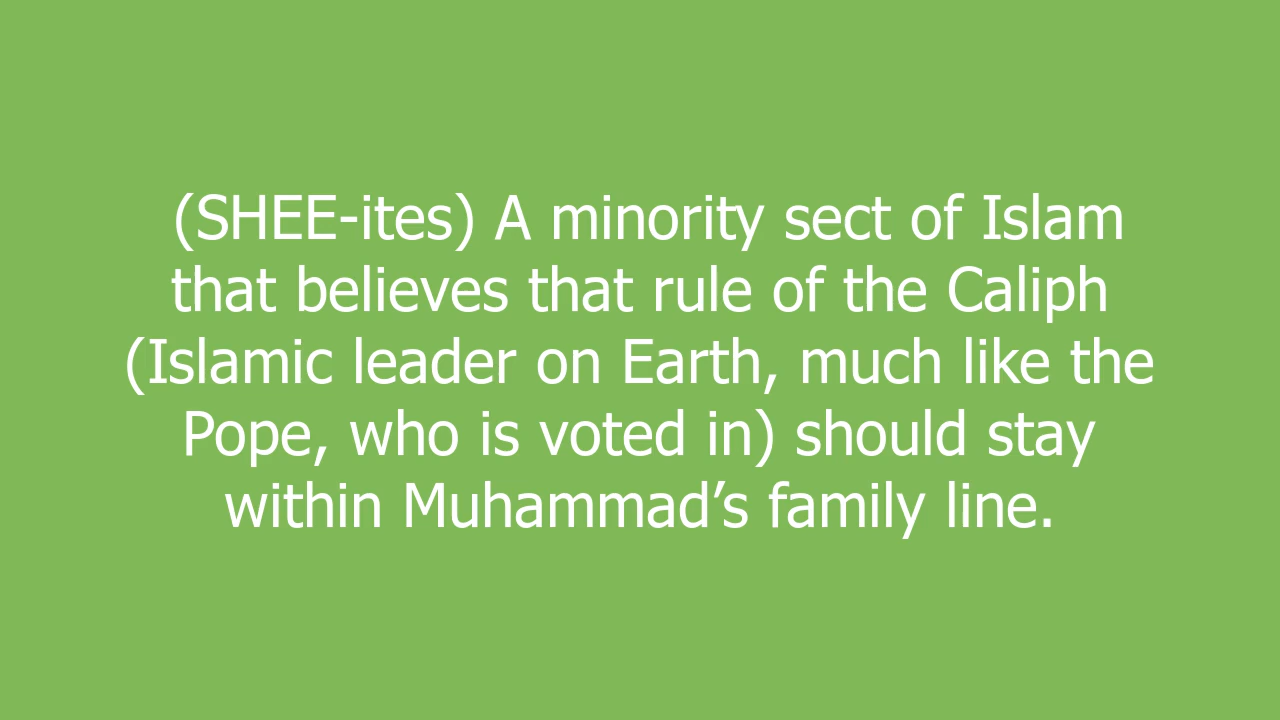 (SHEE-ites) A minority sect of Islam
that believes that rule of the Caliph
(Islamic leader on Earth, much like the
Pope, who is voted in) should stay
within Muhammad’s family line.